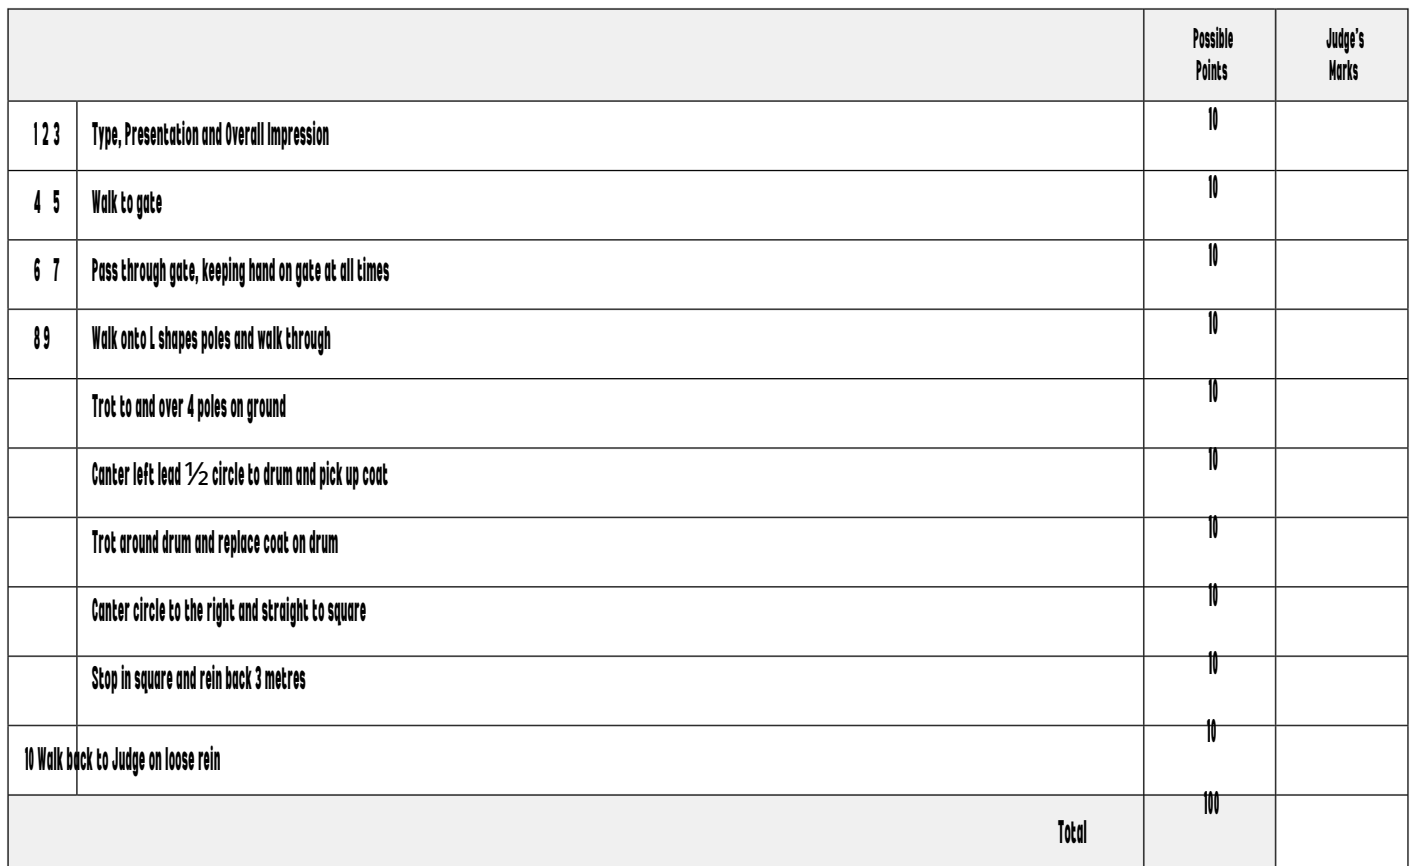 Possible Points Judge's Marks
1 2 3 Type, Presentation and Overall Impression 10
4 5 Walk to gate 10
6 7 Pass through gate, keeping hand on gate at all times 10
8 9 Walk onto L shapes poles and walk through 10
Trot to and over 4 poles on ground 10
Canter left lead ½ circle to drum and pick up coat 10
Trot around drum and replace coat on drum 10
Canter circle to the right and straight to square 10
Stop in square and rein back 3 metres 10
10 Walk back to Judge on loose rein 10
Total 100